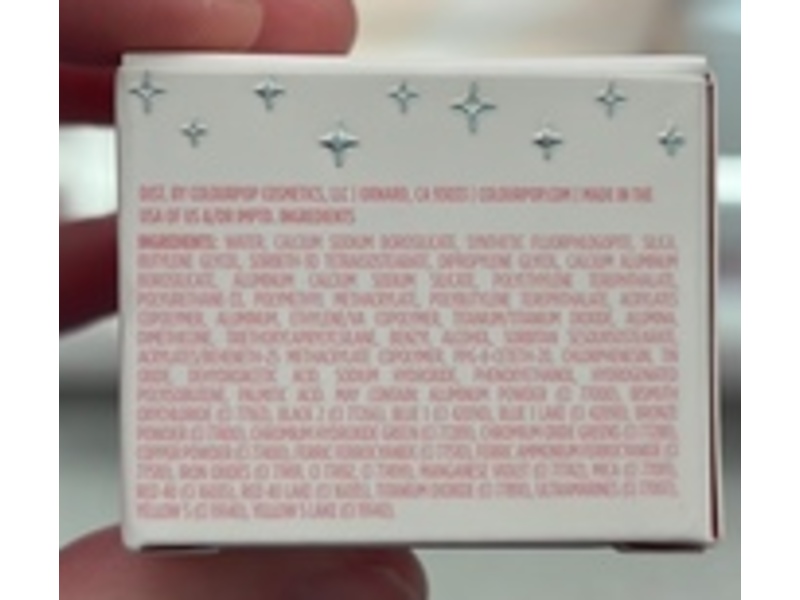 DIST. BY COLOURPOP COSMETICS, LLC | OXNARD, CA 93033 | COLOURPOP.COM | MADE IN THE
USA OF US &/OR IMPTD. INGREDIENTS
INGREDIENTS: WATER, CALCIUM SODIUM BOROSILICATE, SYNTHETIC FLUORPHLOGOPITE, SILICA,
BUTYLENE GLYCOL, SORBETH-30 TETRAISOSTEARATE, DIPROPYLENE GLYCOL, CALCIUM ALUMINUM
BOROSILICATE, ALUMINUM CALCIUM SODIUM SILICATE, POLYETHYLENE TEREPHTHALATE,
POLYURETHANE-33, POLYMETHYL METHACRYLATE, POLYBUTYLENE TEREPHTHALATE, ACRYLATES
COPOLYMER, ALUMINUM, ETHYLENE/VA COPOLYMER, TITANIUM/TITANIUM DIOXIDE, ALUMINA,
DIMETHICONE, TRIETHOXYCAPRYLYLSILANE, BENZYL ALCOHOL, SORBITAN SESQUIISOSTEARATE,
ACRYLATES/BEHENETH-25 METHACRYLATE COPOLYMER, PPG-8-CETETH-20, CHLORPHENESIN, TIN
OXIDE, DEHYDROACETIC ACID, SODIUM HYDROXIDE, PHENOXYETHANOL, HYDROGENATED
POLYISOBUTENE, PALMITIC ACID. MAY CONTAIN: ALUMINUM POWDER (CI 77000), BISMUTH
OXYCHLORIDE (CI 77163), BLACK 2 (CI 77266), BLUE 1 (CI 42090), BLUE 1 LAKE (CI 42090), BRONZE
POWDER (CI 77400), CHROMIUM HYDROXIDE GREEN (CI 77289), CHROMIUM OXIDE GREENS (CI 77288),
COPPER POWDER (CI 77400), FERRIC FERROCYANIDE (CI 77510), FERRIC AMMONIUM FERROCYANIDE (CI
77510), IRON OXIDES (CI 77491, CI 77492, CI 77499), MANGANESE VIOLET (CI 77742), MICA (CI 77019),
RED 40 (CI 16035), RED 40 LAKE (CI 16035), TITANIUM DIOXIDE (CI 77891), ULTRAMARINES (CI 77007),
YELLOW 5 (CI 19140), YELLOW 5 LAKE (CI 19140).